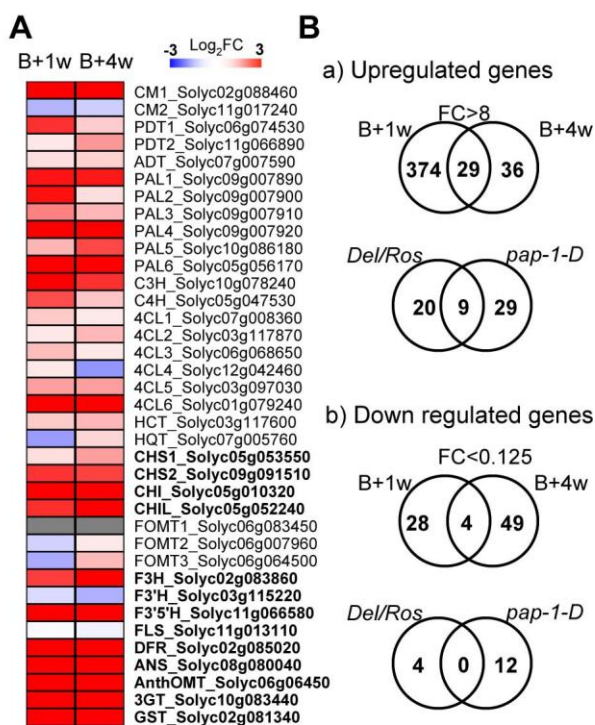 A
B+1w B+4w
-3 Log2FC 3
CM1_Solyc02g088460
CM2_Solyc11g017240
PDT1_Solyc06g074530
PDT2_Solyc11g066890
ADT_Solyc07g007590
PAL1_Solyc09g007890
PAL2_Solyc09g007900
PAL3_Solyc09g007910
PAL4_Solyc09g007920
PAL5_Solyc10g086180
PAL6_Solyc05g056170
C3H_Solyc10g078240
C4H_Solyc05g047530
4CL1_Solyc07g008360
4CL2_Solyc03g117870
4CL3_Solyc06g068650
4CL4_Solyc12g042460
4CL5_Solyc03g097030
4CL6_Solyc01g079240
HCT_Solyc03g117600
HQT_Solyc07g005760
CHS1_Solyc05g053550
CHS2_Solyc09g091510
CHI_Solyc05g010320
CHIL_Solyc05g052240
FOMT1_Solyc06g083450
FOMT2_Solyc06g007960
FOMT3_Solyc06g064500
F3H_Solyc02g083860
F3'H_Solyc03g115220
F3'5'H_Solyc11g066580
FLS_Solyc11g013110
DFR_Solyc02g085020
ANS_Solyc08g080040
AnthOMT_Solyc06g06450
3GT_Solyc10g083440
GST_Solyc02g081340
B
a) Upregulated genes
FC>8
B+1w B+4w
374 29 36
Del/Ros pap-1-D
20 9 29
b) Down regulated genes
FC<0.125
B+1w B+4w
28 4 49
Del/Ros pap-1-D
4 0 12